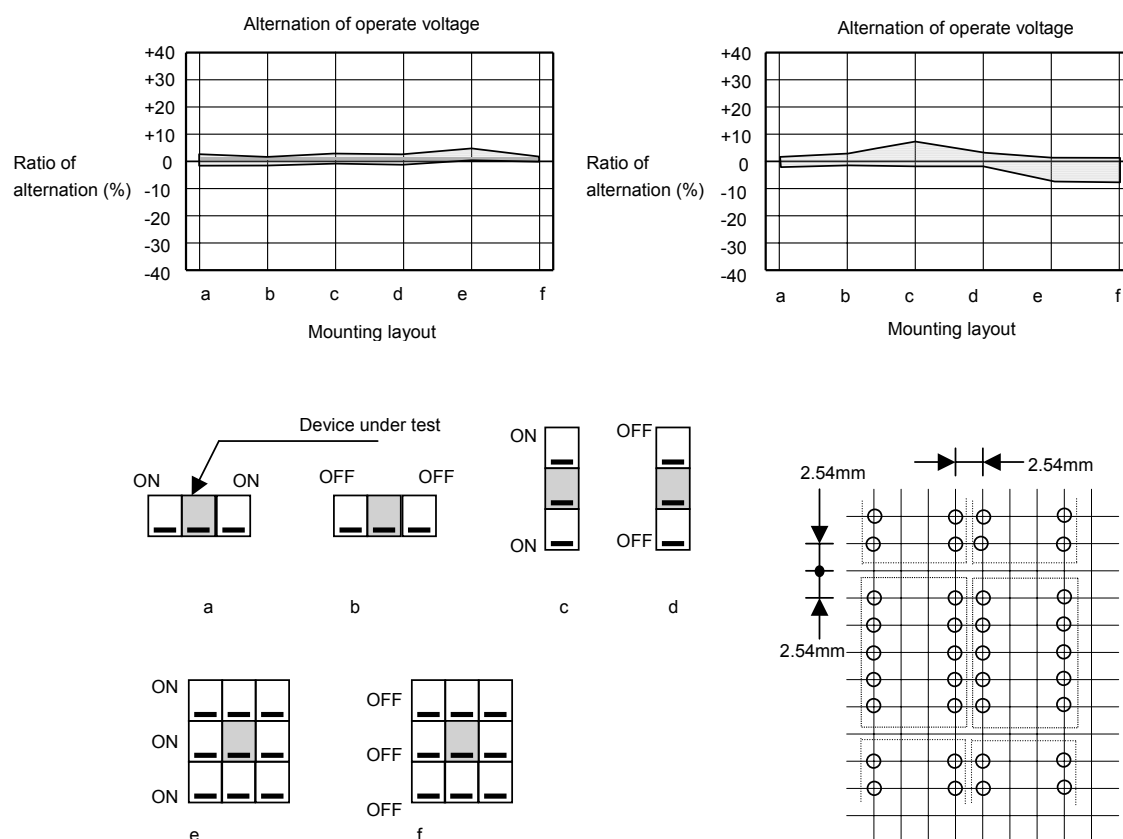 Alternation of operate voltage
+40
+30
+20
+10
0
-10
-20
-30
-40
Ratio of
alternation (%)
a b c d e f
Mounting layout
Alternation of operate voltage
+40
+30
+20
+10
0
-10
-20
-30
-40
Ratio of
alternation (%)
a b c d e f
Mounting layout
Device under test
ON ON
a
OFF OFF
b
ON
ON
c
OFF
OFF
d
ON
ON
ON
e
OFF
OFF
OFF
f
2.54mm
2.54mm
2.54mm